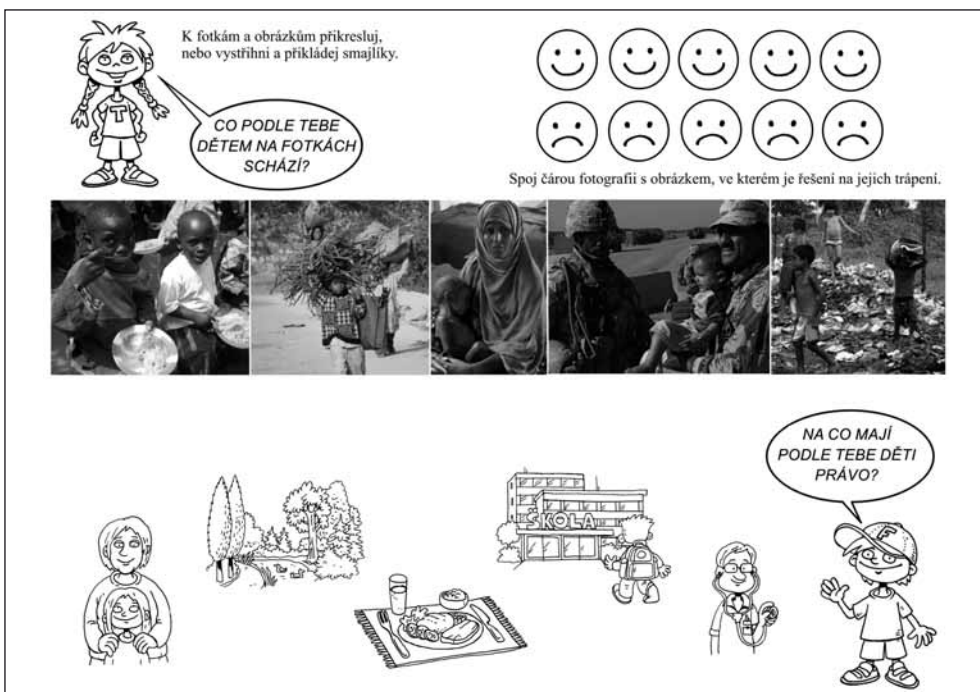 K fotkám a obrázkům přikresluj,
nebo vystřihni a přikládej smajlíky.
CO PODLE TEBE
DĚTEM NA FOTKÁCH
SCHÁZÍ?
T
Spoj čárou fotografii s obrázkem, ve kterém je řešení na jejich trápení.
NA CO MAJÍ
PODLE TEBE DĚTI
PRÁVO?
ŠKOLA
F